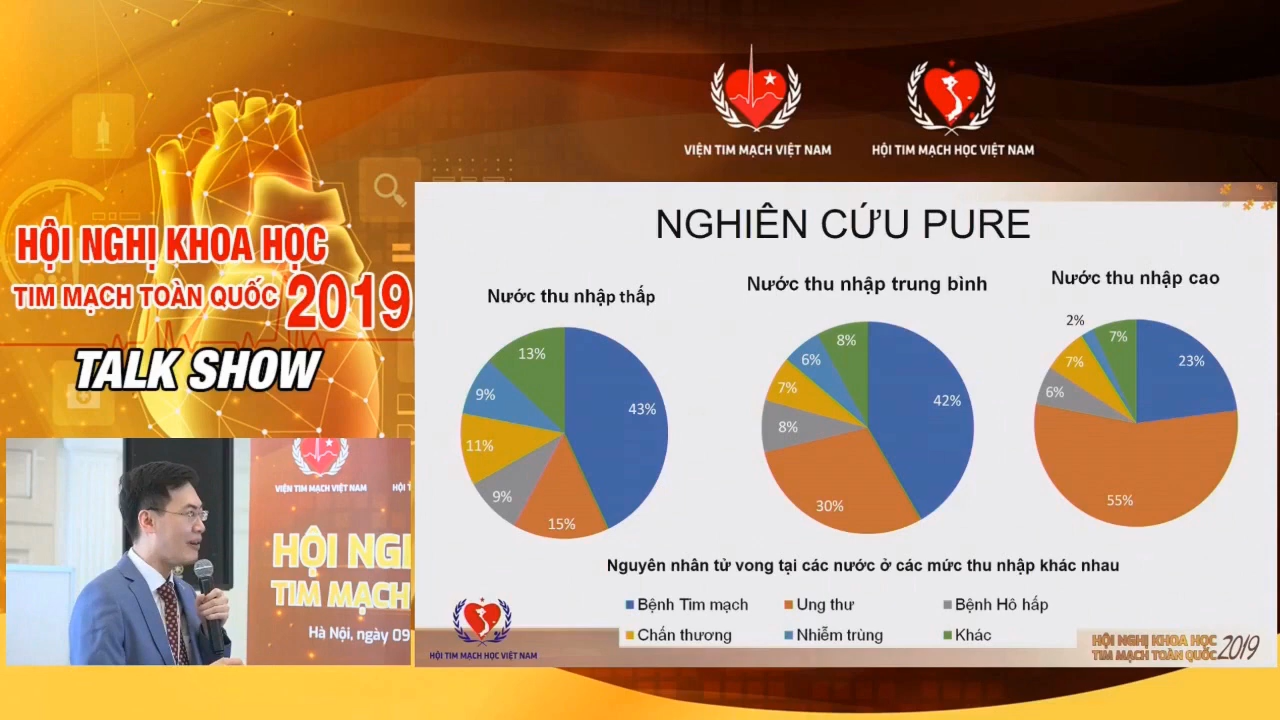 VIỆN TIM MẠCH VIỆT NAM
HỘI TIM MẠCH HỌC VIỆT NAM
HỘI NGHỊ KHOA HỌC
TIM MẠCH TOÀN QUỐC 2019
TALK SHOW
NGHIÊN CỨU PURE
Nước thu nhập thấp
Nước thu nhập trung bình
Nước thu nhập cao
13%
43%
9%
11%
9%
15%
8%
6%
42%
7%
8%
30%
2%
7%
23%
7%
6%
55%
Nguyên nhân tử vong tại các nước ở các mức thu nhập khác nhau
Bệnh Tim mạch
Ung thư
Bệnh Hô hấp
Chấn thương
Nhiễm trùng
Khác
HỘI TIM MẠCH HỌC VIỆT NAM
HỘI NGHỊ KHOA HỌC
TIM MẠCH TOÀN QUỐC 2019
VIỆN TIM MẠCH VIỆT NAM
HỘI T
HỘI NGH
TIM MẠCH
Hà Nội, ngày 09